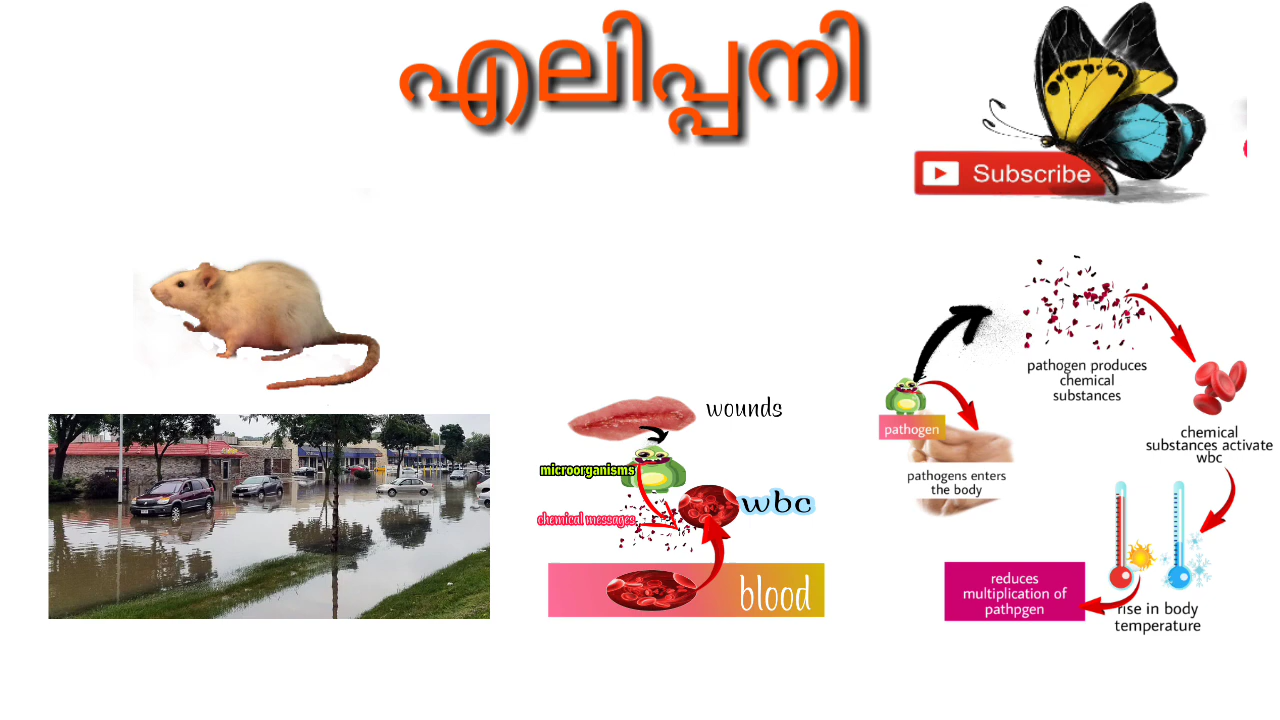 എലിപ്പനി
Subscribe
wounds
microorganisms
wbc
chemical messages
blood
pathogen produces
chemical
substances
pathogen
pathogens enters
the body
chemical
substances activate
wbc
rise in body
temperature
reduces
multiplication of
pathpgen